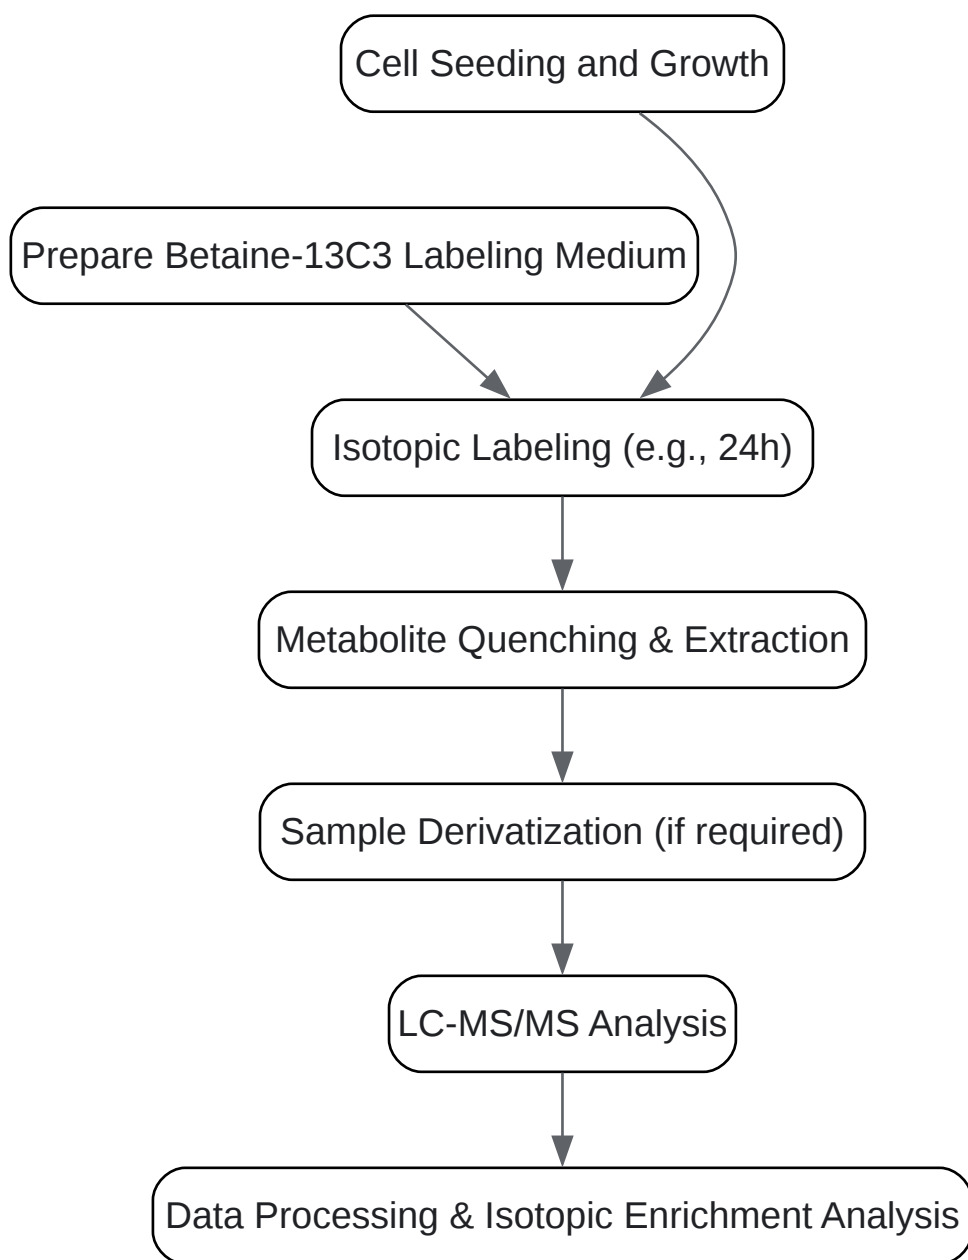 Cell Seeding and Growth
Prepare Betaine-13C3 Labeling Medium
Isotopic Labeling (e.g., 24h)
Metabolite Quenching & Extraction
Sample Derivatization (if required)
LC-MS/MS Analysis
Data Processing & Isotopic Enrichment Analysis